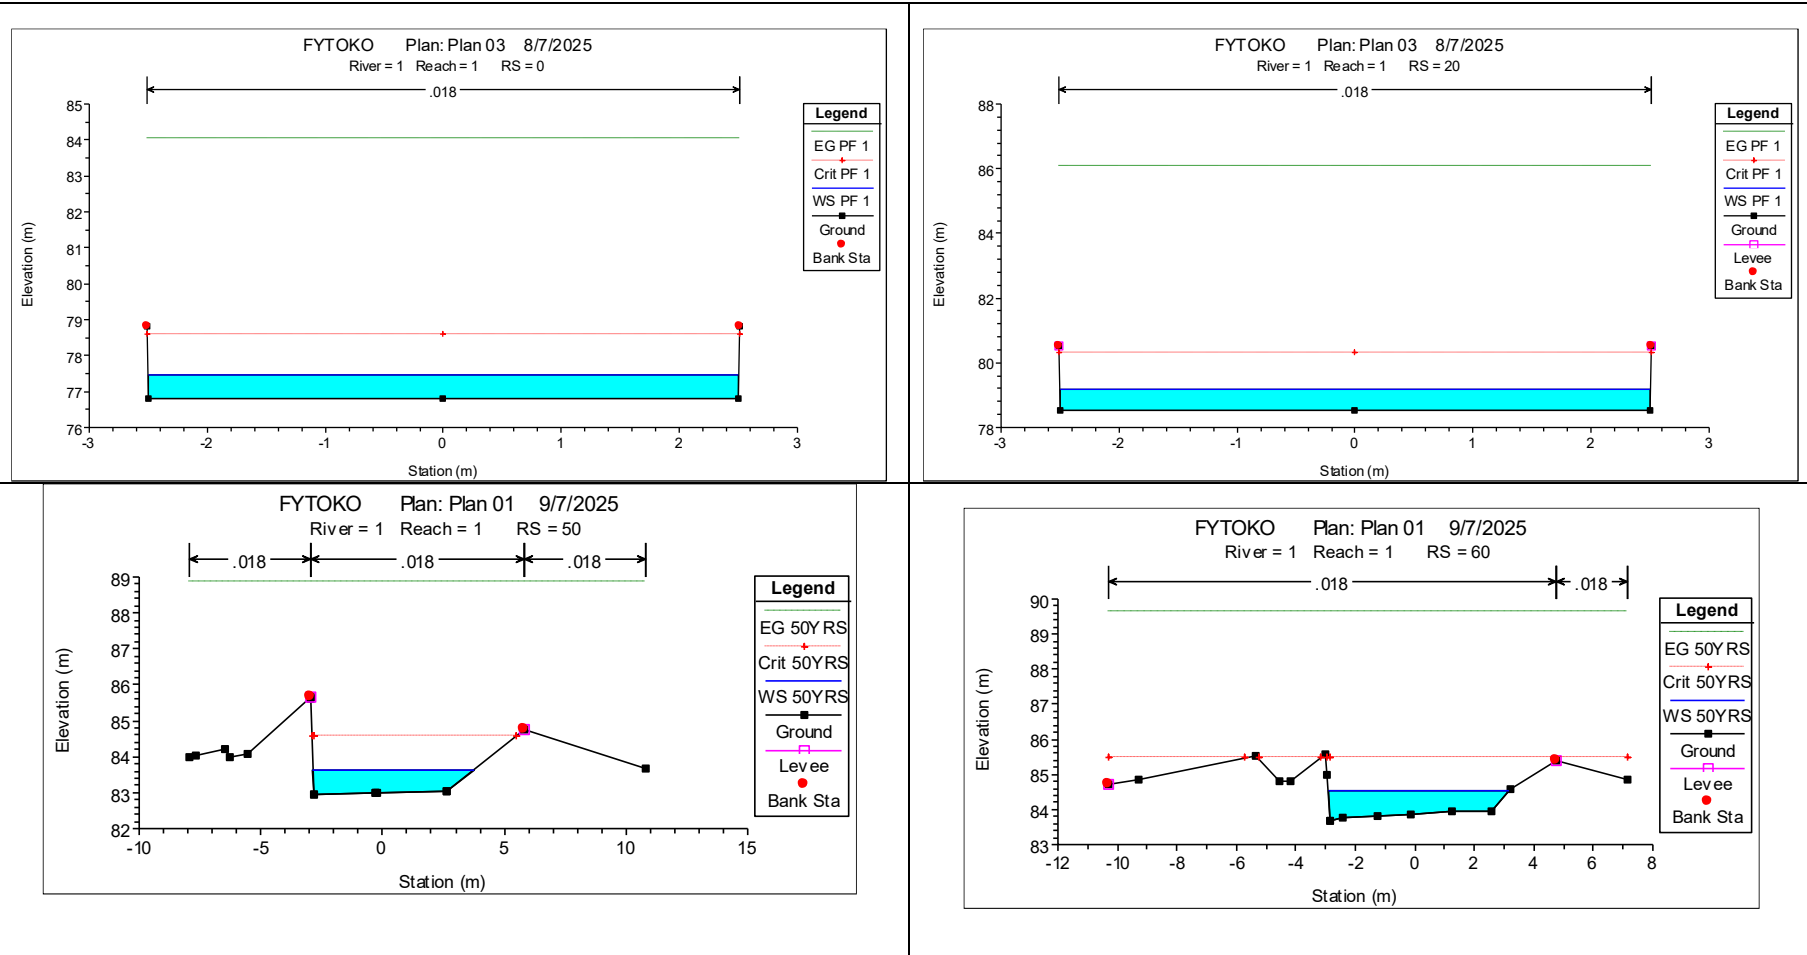 FYTOKO Plan: Plan 03 8/7/2025
River = 1 Reach = 1 RS = 0
.018
85
84
83
82
81
80
79
78
77
76
-3 -2 -1 0 1 2 3
Station (m)
Elevation (m)
Legend
EG PF 1
Crit PF 1
WS PF 1
Ground
Bank Sta
FYTOKO Plan: Plan 03 8/7/2025
River = 1 Reach = 1 RS = 20
.018
88
86
84
82
80
78
-3 -2 -1 0 1 2 3
Station (m)
Elevation (m)
Legend
EG PF 1
Crit PF 1
WS PF 1
Ground
Levee
Bank Sta
FYTOKO Plan: Plan 01 9/7/2025
River = 1 Reach = 1 RS = 50
.018 .018 .018
89
88
87
86
85
84
83
82
-10 -5 0 5 10 15
Station (m)
Elevation (m)
Legend
EG 50YRS
Crit 50YRS
WS 50YRS
Ground
Levee
Bank Sta
FYTOKO Plan: Plan 01 9/7/2025
River = 1 Reach = 1 RS = 60
.018 .018
90
89
88
87
86
85
84
83
-12 -10 -8 -6 -4 -2 0 2 4 6 8
Station (m)
Elevation (m)
Legend
EG 50YRS
Crit 50YRS
WS 50YRS
Ground
Levee
Bank Sta